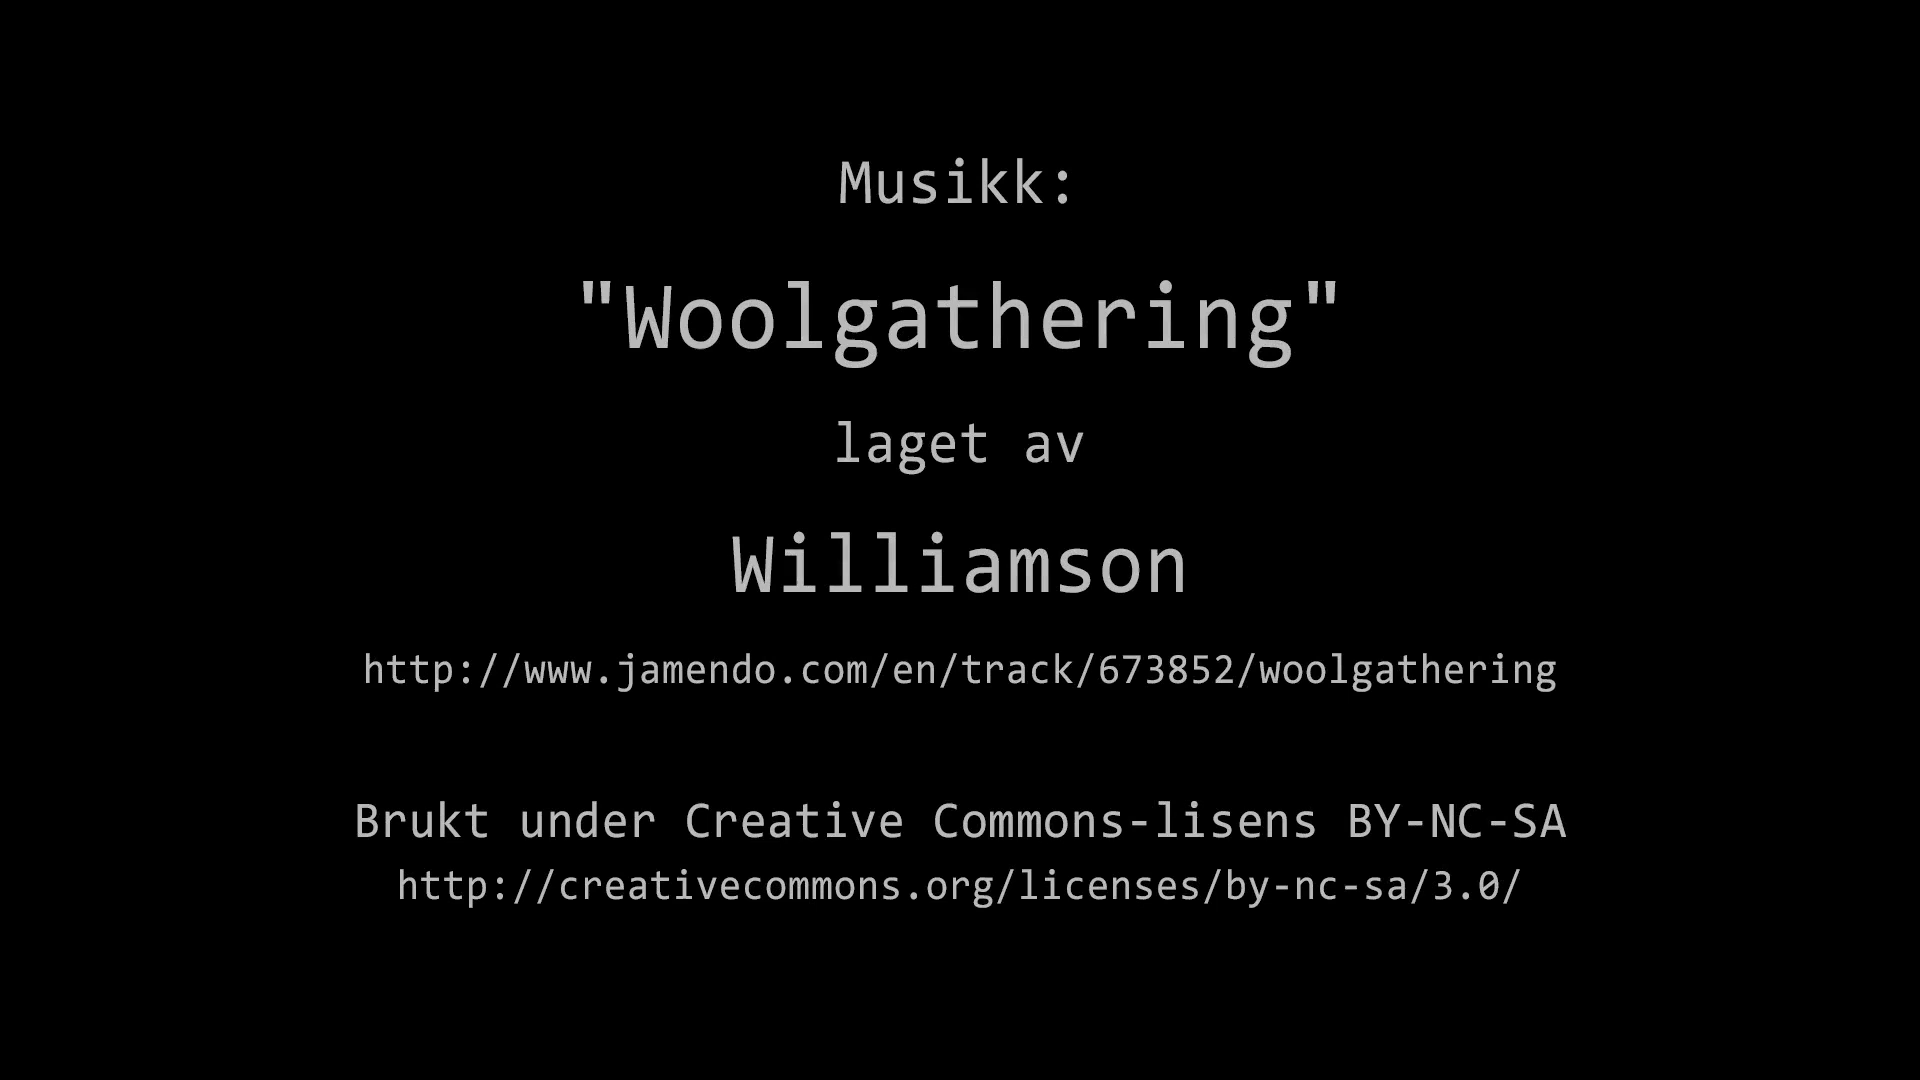 Musikk:
"Woolgathering"
laget av
Williamson
http://www.jamendo.com/en/track/673852/woolgathering
Brukt under Creative Commons-lisens BY-NC-SA
http://creativecommons.org/licenses/by-nc-sa/3.0/